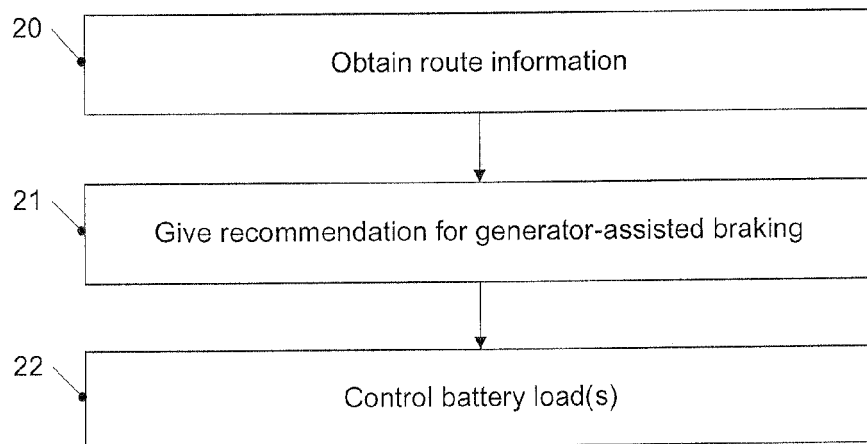 20
Obtain route information
21
Give recommendation for generator-assisted braking
22
Control battery load(s)